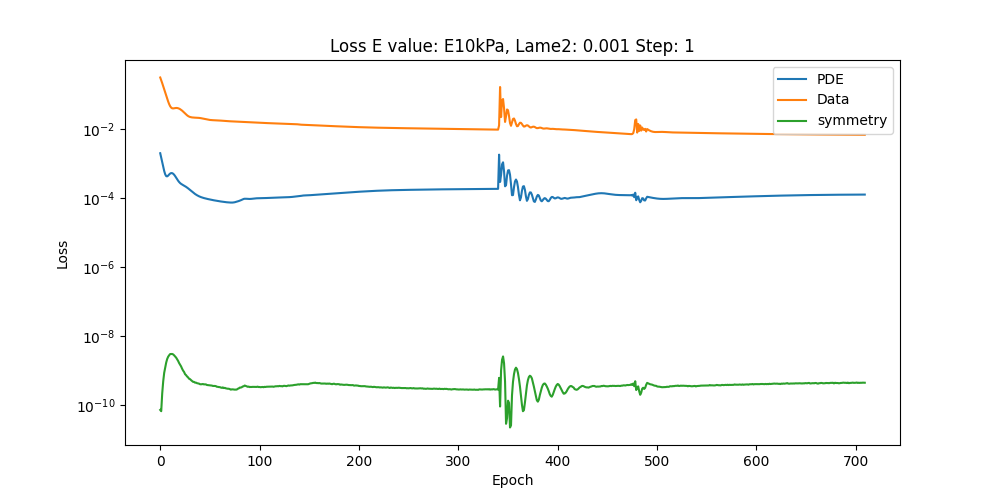 Loss E value: E10kPa, Lame2: 0.001 Step: 1
PDE
Data
symmetry
Loss
10^{-2}
10^{-4}
10^{-6}
10^{-8}
10^{-10}
0 100 200 300 400 500 600 700
Epoch